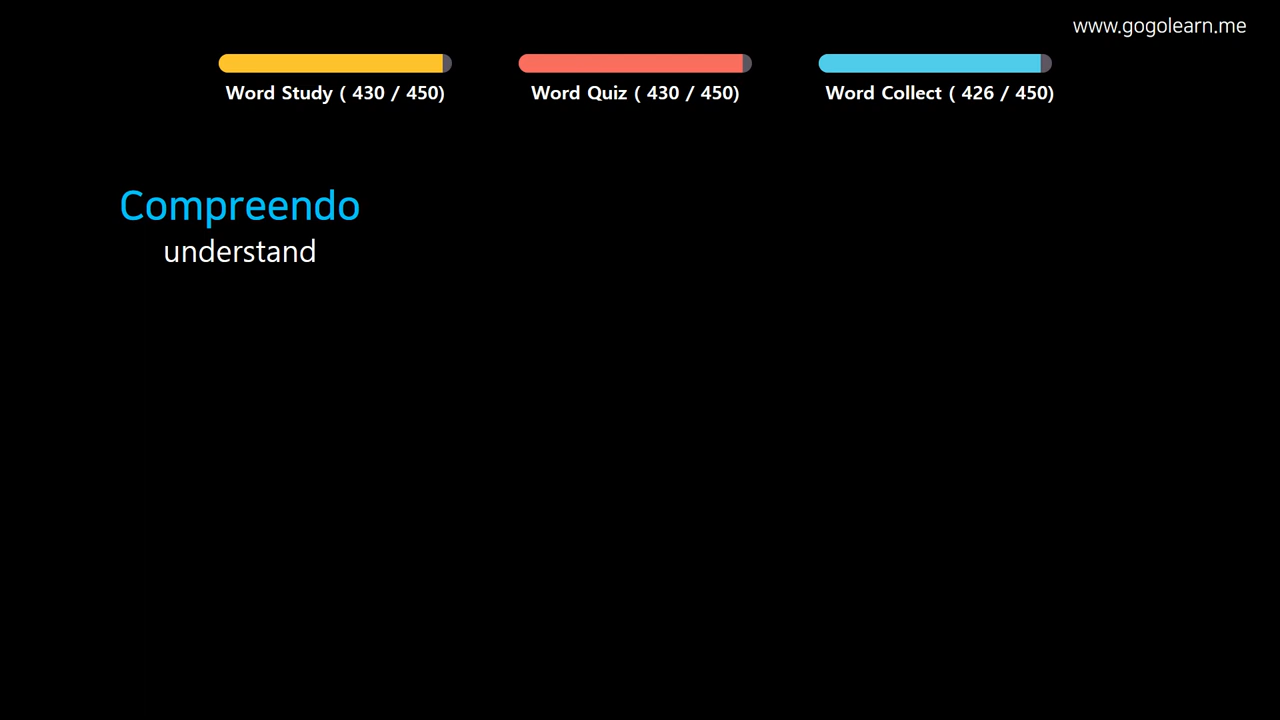 www.gogolearn.me
Word Study ( 430 / 450)
Word Quiz ( 430 / 450)
Word Collect ( 426 / 450)
Compreendo
understand